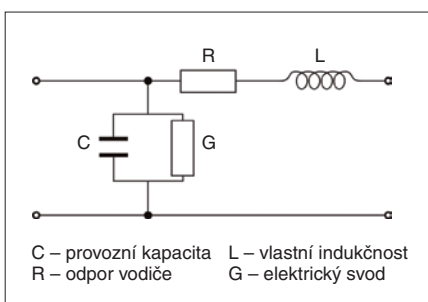 R L
C G
C – provozní kapacita L – vlastní indukčnost
R – odpor vodiče G – elektrický svod